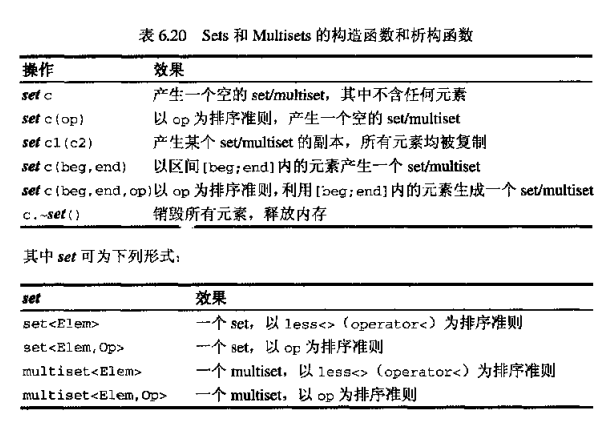 表 6.20 Sets 和 Multisets 的构造函数和析构函数
操作 效果
set c 产生一个空的 set/multiset，其中不含任何元素
set c(op) 以 op 为排序准则，产生一个空的 set/multiset
set c1(c2) 产生某个 set/multiset 的副本，所有元素均被复制
set c(beg,end) 以区间[beg;end]内的元素产生一个 set/multiset
set c(beg,end,op) 以 op 为排序准则，利用[beg;end]内的元素生成一个 set/multiset
c.~set() 销毁所有元素，释放内存
其中 set 可为下列形式：
set 效果
set<Elem> 一个 set，以 less<>（operator<）为排序准则
set<Elem,Op> 一个 set，以 op 为排序准则
multiset<Elem> 一个 multiset，以 less<>（operator<）为排序准则
multiset<Elem,Op> 一个 multiset，以 op 为排序准则